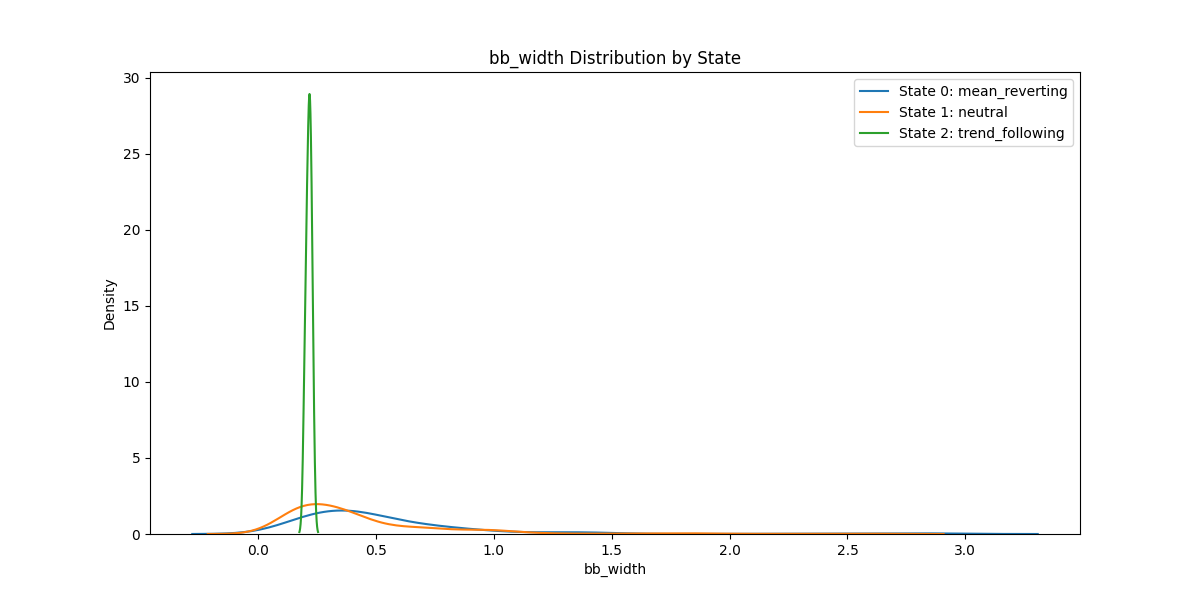 bb_width Distribution by State
State 0: mean_reverting
State 1: neutral
State 2: trend_following
30
25
20
15
10
5
0
Density
0.0 0.5 1.0 1.5 2.0 2.5 3.0
bb_width